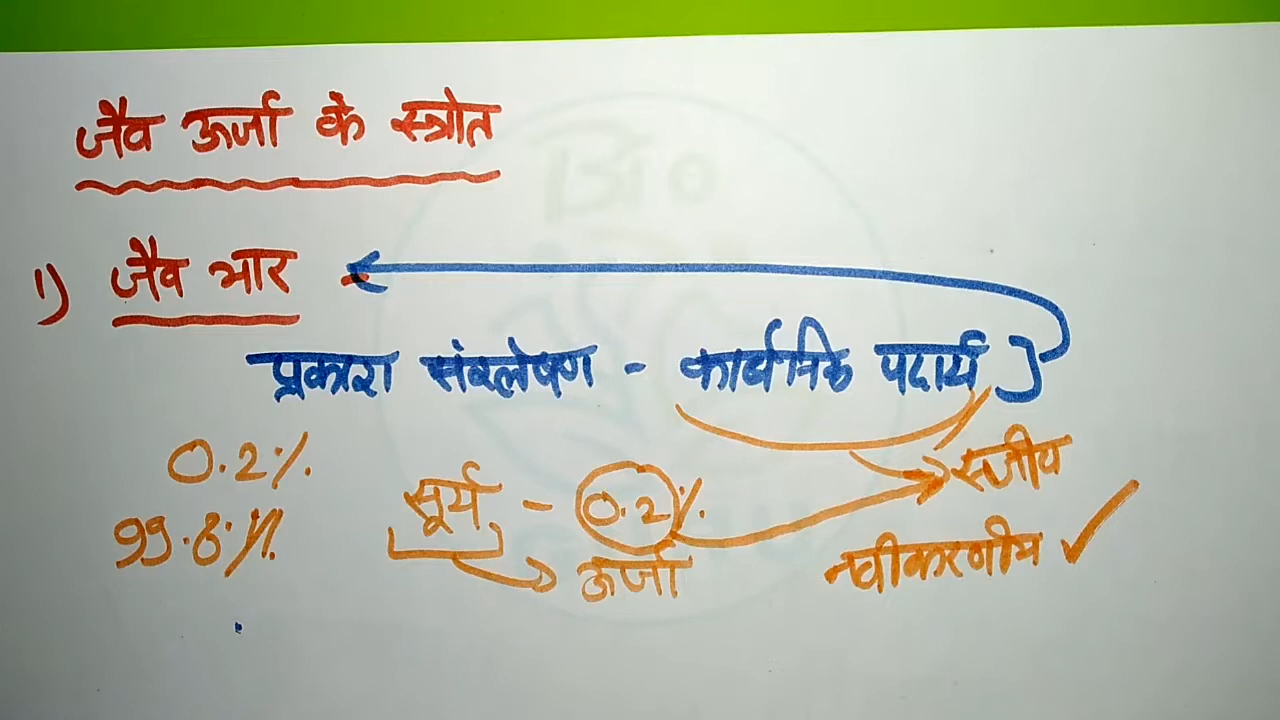 जैव ऊर्जा के स्त्रोत
1) जैव भार -
प्रकाश संश्लेषण - कार्बनिक पदार्थ ]
0.2% सूर्य - 0.2% सजीव
99.8% ऊर्जा नवीकरणीय ✓